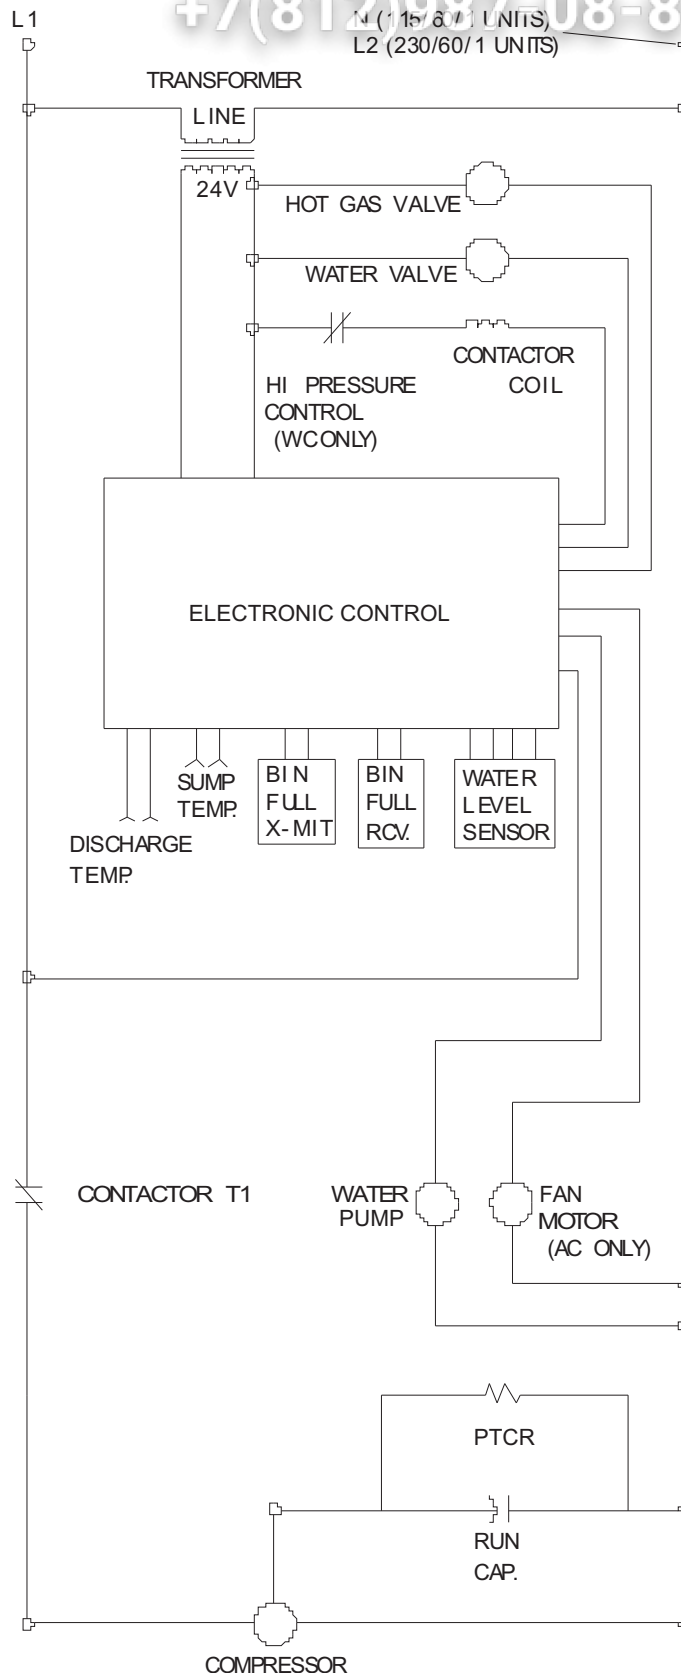 L1
N (115/60/1 UNITS)
L2 (230/60/1 UNITS)
TRANSFORMER
LINE
24V
HOT GAS VALVE
WATER VALVE
CONTACTOR
COIL
HI PRESSURE
CONTROL
(WC ONLY)
ELECTRONIC CONTROL
SUMP
TEMP.
BIN
FULL
X-MIT
BIN
FULL
RCV.
WATER
LEVEL
SENSOR
DISCHARGE
TEMP.
CONTACTOR T1
WATER
PUMP
FAN
MOTOR
(AC ONLY)
PTCR
RUN
CAP.
COMPRESSOR